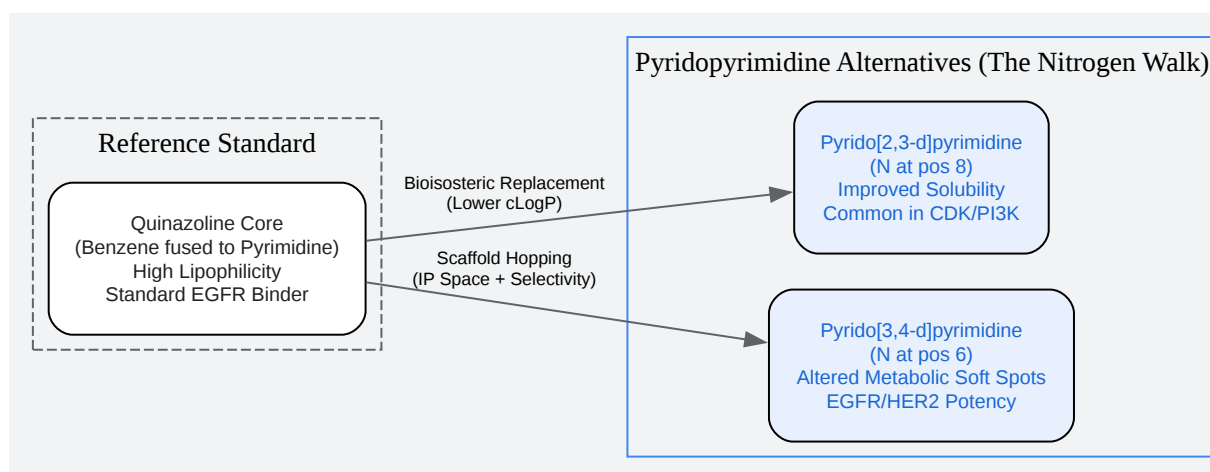 Pyridopyrimidine Alternatives (The Nitrogen Walk)
Reference Standard
Quinazoline Core
(Benzene fused to Pyrimidine)
High Lipophilicity
Standard EGFR Binder
Bioisosteric Replacement
(Lower cLogP)
Scaffold Hopping
(IP Space + Selectivity)
Pyrido[2,3-d]pyrimidine
(N at pos 8)
Improved Solubility
Common in CDK/PI3K
Pyrido[3,4-d]pyrimidine
(N at pos 6)
Altered Metabolic Soft Spots
EGFR/HER2 Potency